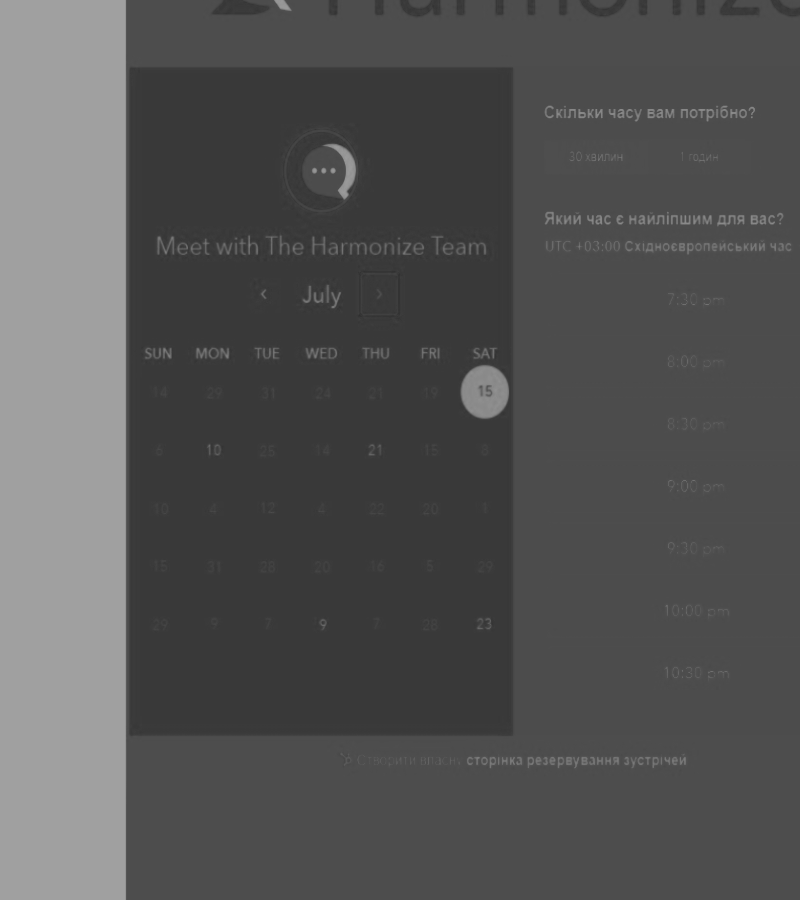 Harmonize
Meet with The Harmonize Team
July
SUN MON TUE WED THU FRI SAT
14 29 31 24 21 19 15
6 10 26 14 21 15 8
10 4 12 4 22 20 1
15 31 28 20 16 5 29
29 9 7 9 7 28 23
Скільки часу вам потрібно?
30 хвилин 1 годин
Який час є найліпшим для вас?
UTC +03:00 Східноєвропейський час
7:30 pm
8:00 pm
8:30 pm
9:00 pm
9:30 pm
10:00 pm
10:30 pm
Створити власну сторінка резервування зустрічей